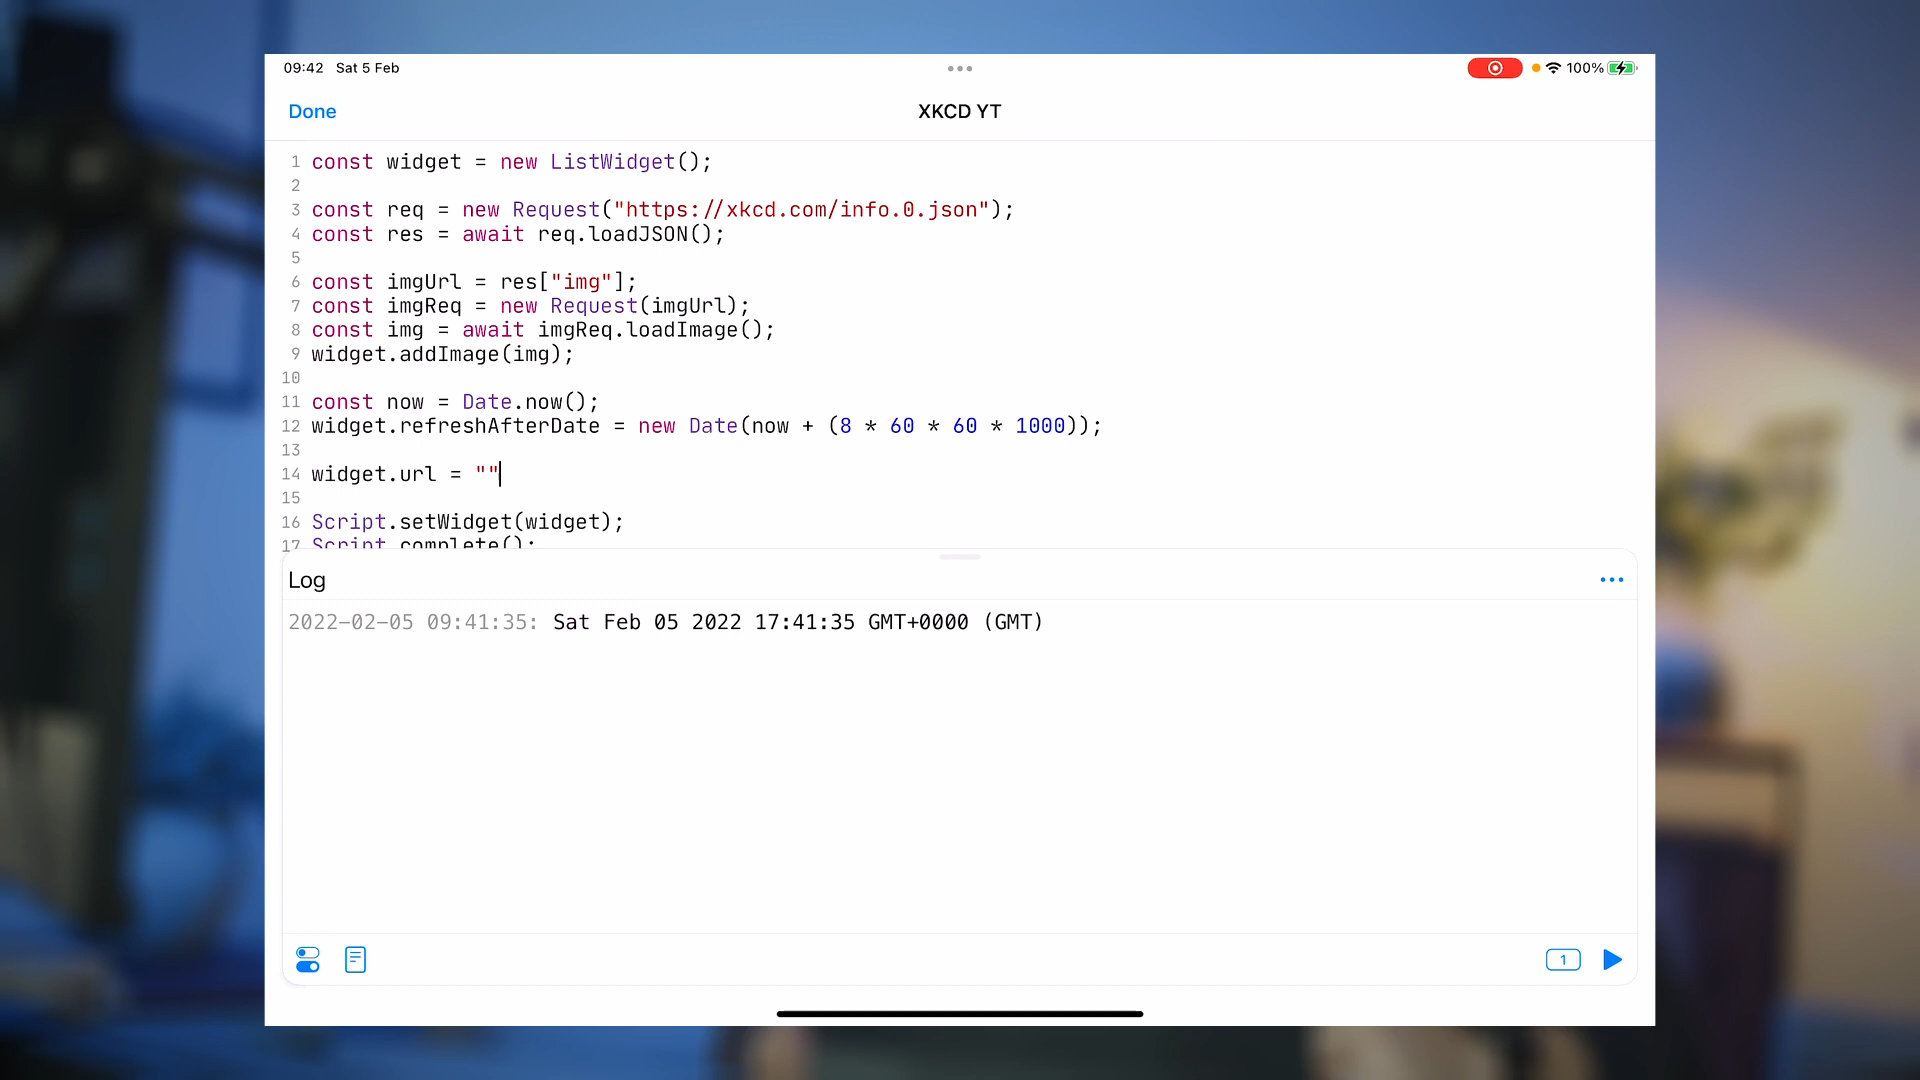 09:42 Sat 5 Feb
100%
Done
XKCD YT
1 const widget = new ListWidget();
2
3 const req = new Request("https://xkcd.com/info.0.json");
4 const res = await req.loadJSON();
5
6 const imgUrl = res["img"];
7 const imgReq = new Request(imgUrl);
8 const img = await imgReq.loadImage();
9 widget.addImage(img);
10
11 const now = Date.now();
12 widget.refreshAfterDate = new Date(now + (8 * 60 * 60 * 1000));
13
14 widget.url = ""
15
16 Script.setWidget(widget);
17 Script.complete();
Log
2022-02-05 09:41:35: Sat Feb 05 2022 17:41:35 GMT+0000 (GMT)
1